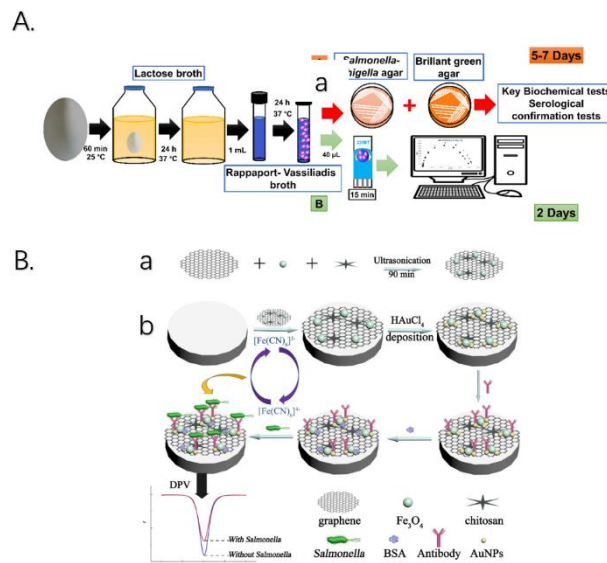 A.
Lactose broth
Salmonella-
higella agar
Brillant green
agar
5-7 Days
a
Key Biochemical tests
Serological
confirmation tests
60 min
25 °C
24 h
37 °C
1 mL
24 h
37 °C
40 µL
Rappaport- Vassiliadis
broth
B
15 min
2 Days
B.
a
Ultrasonication
90 min
b
[Fe(CN)6]3-
HAuCl4
deposition
[Fe(CN)6]4-
DPV
With Salmonella
Without Salmonella
graphene
Fe3O4
chitosan
Salmonella
BSA
Antibody
AuNPs